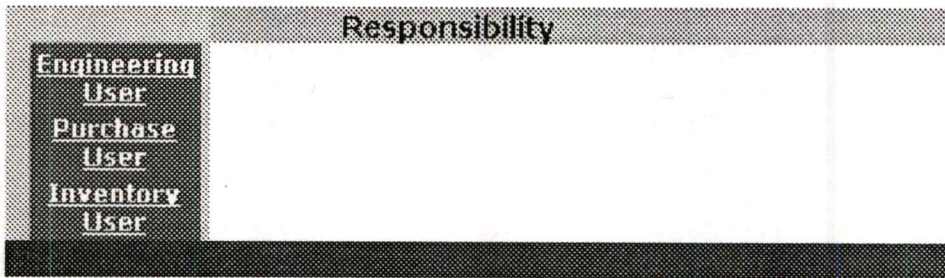 Responsibility
Engineering
User
Purchase
User
Inventory
User